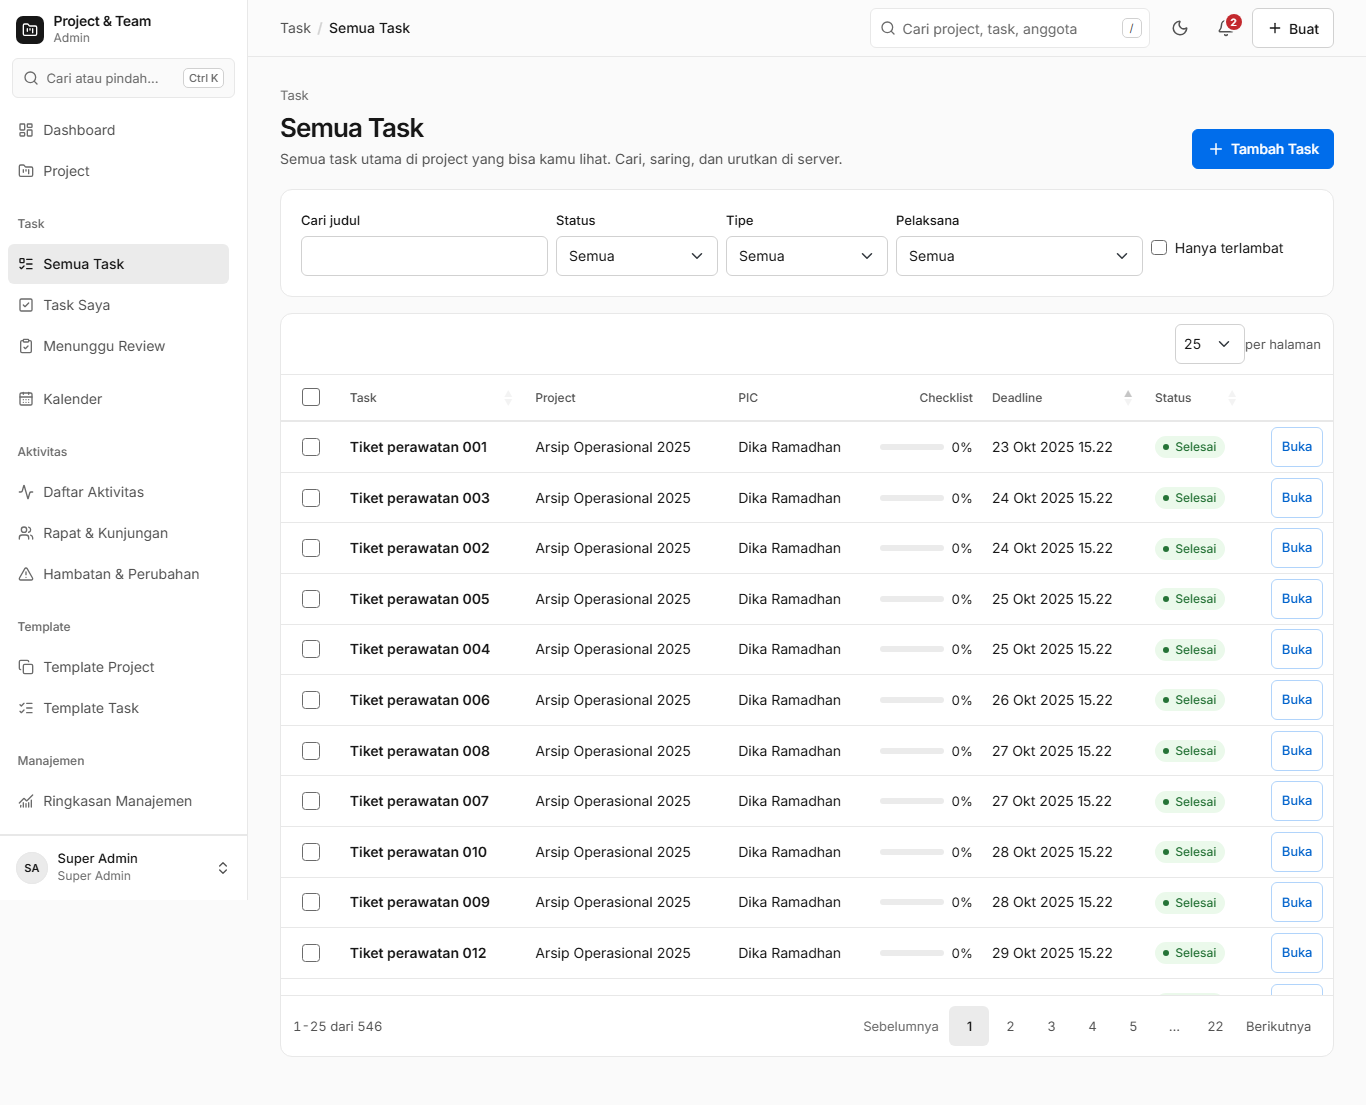 Project & Team
Admin
Cari atau pindah... Ctrl K
Dashboard
Project
Task
Semua Task
Task Saya
Menunggu Review
Kalender
Aktivitas
Daftar Aktivitas
Rapat & Kunjungan
Hambatan & Perubahan
Template
Template Project
Template Task
Manajemen
Ringkasan Manajemen
SA Super Admin
Super Admin
Task / Semua Task
Cari project, task, anggota /
2
+ Buat
Task
Semua Task
Semua task utama di project yang bisa kamu lihat. Cari, saring, dan urutkan di server.
+ Tambah Task
Cari judul Status Tipe Pelaksana
Semua Semua Semua Hanya terlambat
25 per halaman
Task Project PIC Checklist Deadline Status
Tiket perawatan 001 Arsip Operasional 2025 Dika Ramadhan 0% 23 Okt 2025 15.22 Selesai Buka
Tiket perawatan 003 Arsip Operasional 2025 Dika Ramadhan 0% 24 Okt 2025 15.22 Selesai Buka
Tiket perawatan 002 Arsip Operasional 2025 Dika Ramadhan 0% 24 Okt 2025 15.22 Selesai Buka
Tiket perawatan 005 Arsip Operasional 2025 Dika Ramadhan 0% 25 Okt 2025 15.22 Selesai Buka
Tiket perawatan 004 Arsip Operasional 2025 Dika Ramadhan 0% 25 Okt 2025 15.22 Selesai Buka
Tiket perawatan 006 Arsip Operasional 2025 Dika Ramadhan 0% 26 Okt 2025 15.22 Selesai Buka
Tiket perawatan 008 Arsip Operasional 2025 Dika Ramadhan 0% 27 Okt 2025 15.22 Selesai Buka
Tiket perawatan 007 Arsip Operasional 2025 Dika Ramadhan 0% 27 Okt 2025 15.22 Selesai Buka
Tiket perawatan 010 Arsip Operasional 2025 Dika Ramadhan 0% 28 Okt 2025 15.22 Selesai Buka
Tiket perawatan 009 Arsip Operasional 2025 Dika Ramadhan 0% 28 Okt 2025 15.22 Selesai Buka
Tiket perawatan 012 Arsip Operasional 2025 Dika Ramadhan 0% 29 Okt 2025 15.22 Selesai Buka
1-25 dari 546 Sebelumnya 1 2 3 4 5 ... 22 Berikutnya